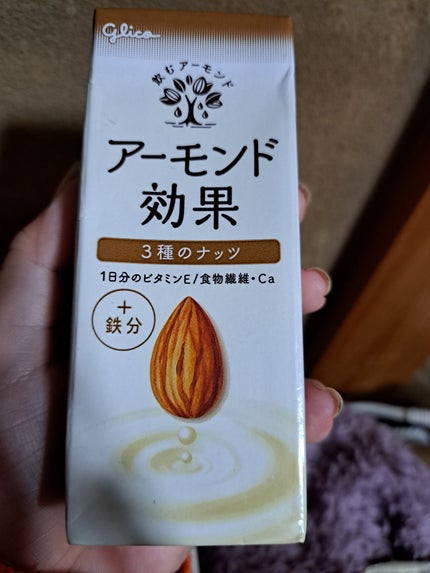 glico
飲むアーモンド
アーモンド
効果
3種のナッツ
1日分のビタミンE/食物繊維・Ca
+
鉄分